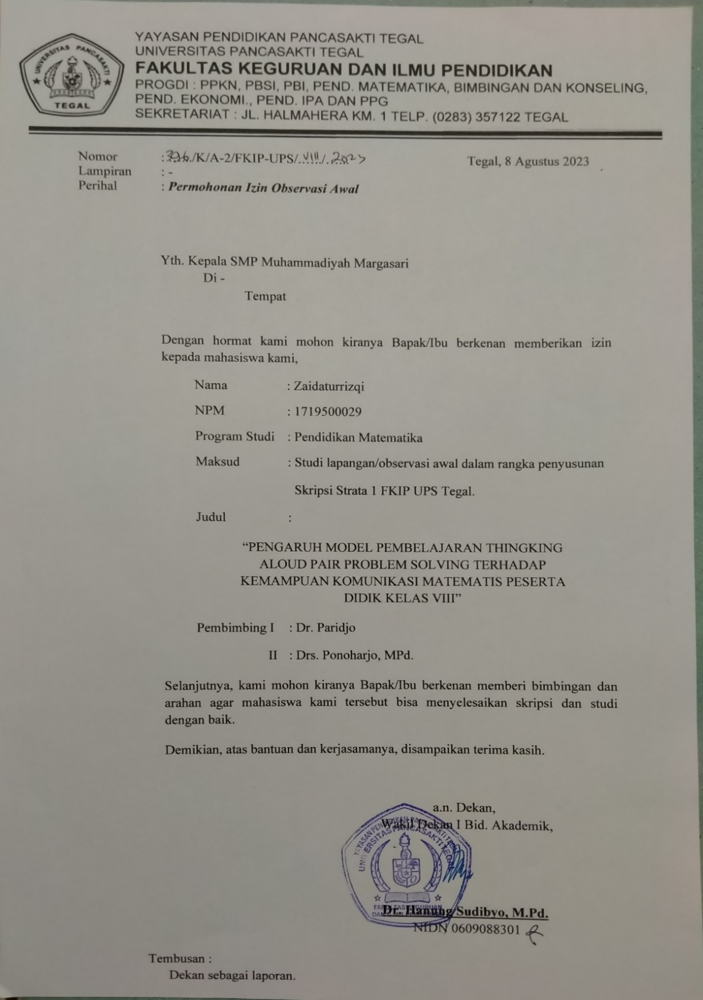 UNIVERSITAS PANCASAKTI
TEGAL
YAYASAN PENDIDIKAN PANCASAKTI TEGAL
UNIVERSITAS PANCASAKTI TEGAL
FAKULTAS KEGURUAN DAN ILMU PENDIDIKAN
PROGDI : PPKN, PBSI, PBI, PEND. MATEMATIKA, BIMBINGAN DAN KONSELING,
PEND. EKONOMI., PEND. IPA DAN PPG
SEKRETARIAT : JL. HALMAHERA KM. 1 TELP. (0283) 357122 TEGAL
Nomor : /K/A-2/FKIP-UPS/ VIII / 2023 Tegal, 8 Agustus 2023
Lampiran : -
Perihal : Permohonan Izin Observasi Awal
Yth. Kepala SMP Muhammadiyah Margasari
Di -
Tempat
Dengan hormat kami mohon kiranya Bapak/Ibu berkenan memberikan izin
kepada mahasiswa kami,
Nama : Zaidaturrizqi
NPM : 1719500029
Program Studi : Pendidikan Matematika
Maksud : Studi lapangan/observasi awal dalam rangka penyusunan
Skripsi Strata 1 FKIP UPS Tegal.
Judul :
“PENGARUH MODEL PEMBELAJARAN THINGKING
ALOUD PAIR PROBLEM SOLVING TERHADAP
KEMAMPUAN KOMUNIKASI MATEMATIS PESERTA
DIDIK KELAS VIII”
Pembimbing I : Dr. Paridjo
II : Drs. Ponoharjo, MPd.
Selanjutnya, kami mohon kiranya Bapak/Ibu berkenan memberi bimbingan dan
arahan agar mahasiswa kami tersebut bisa menyelesaikan skripsi dan studi
dengan baik.
Demikian, atas bantuan dan kerjasamanya, disampaikan terima kasih.
a.n. Dekan,
Wakil Dekan I Bid. Akademik,
YAYASAN PENDIDIKAN PANCASAKTI TEGAL
UNIVERSITAS PANCASAKTI TEGAL
Dr. Hanung Sudibyo, M.Pd.
NIDN 0609088301
Tembusan :
Dekan sebagai laporan.